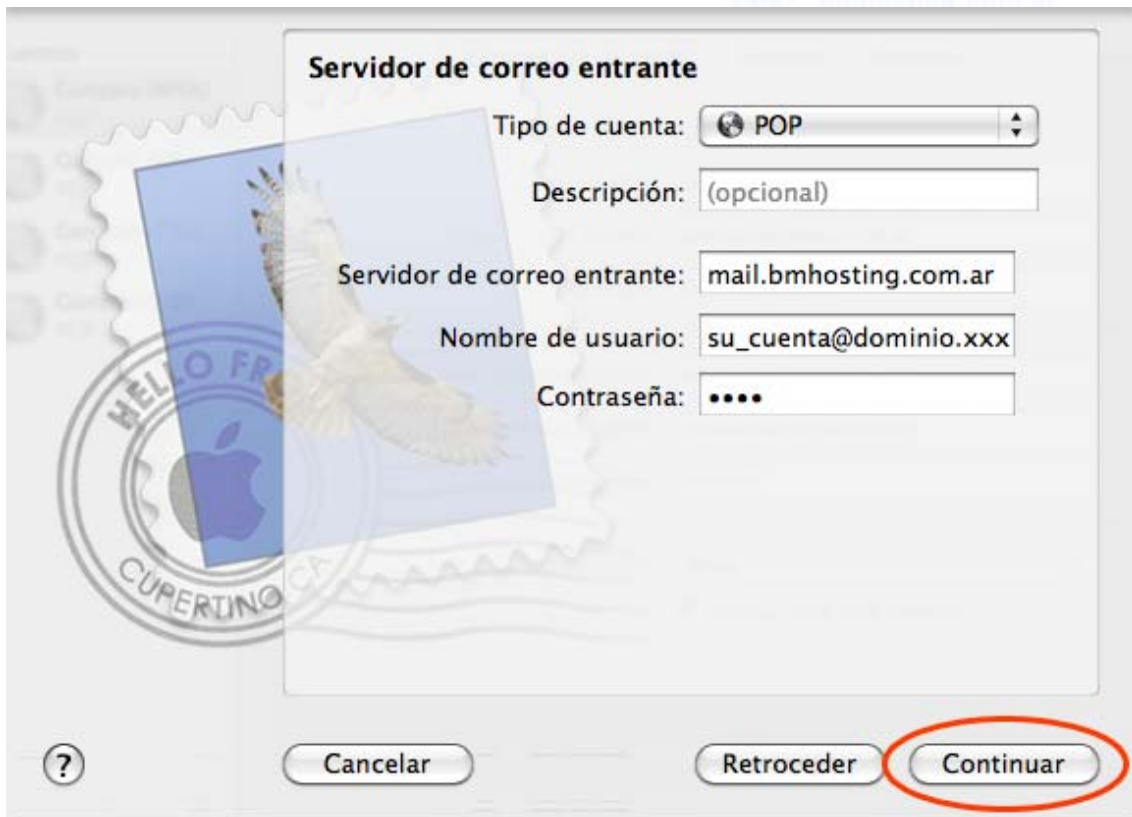 Servidor de correo entrante
Tipo de cuenta: POP
Descripción: (opcional)
Servidor de correo entrante: mail.bmhosting.com.ar
Nombre de usuario: su_cuenta@dominio.xxx
Contraseña: ••••
HELLO FR
CUPERTINO CA
? Cancelar Retroceder Continuar